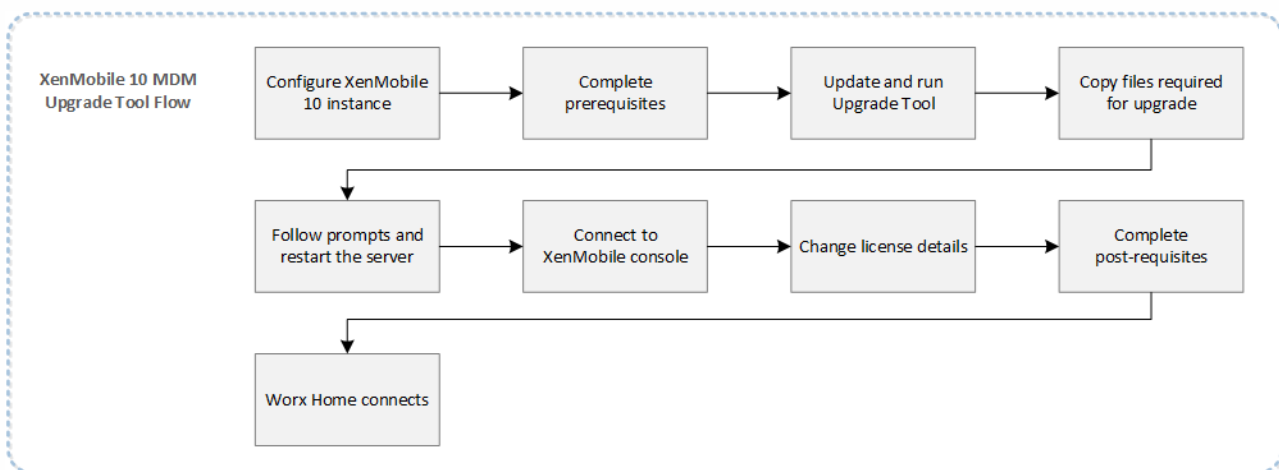 XenMobile 10 MDM
Upgrade Tool Flow
Configure XenMobile
10 instance
Complete
prerequisites
Update and run
Upgrade Tool
Copy files required
for upgrade
Follow prompts and
restart the server
Connect to
XenMobile console
Change license details
Complete
post-requisites
Worx Home connects